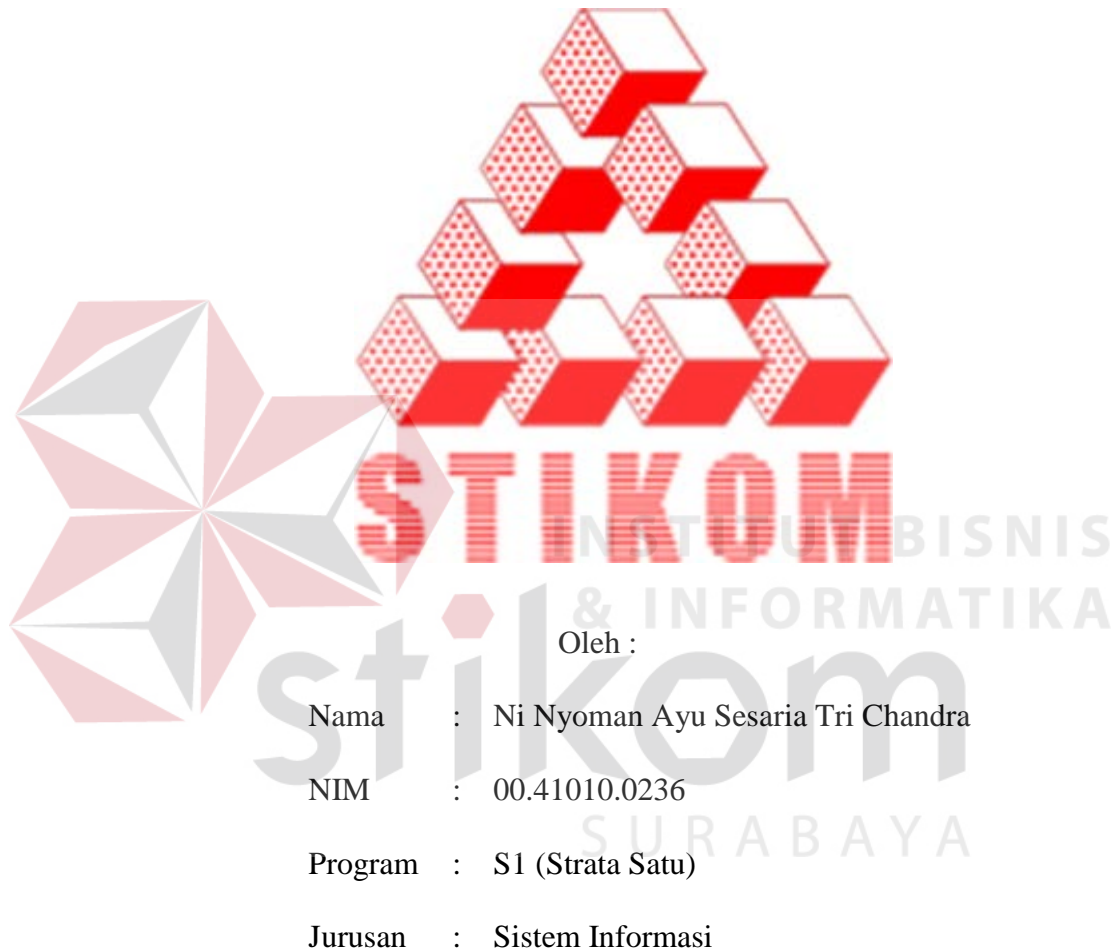 STIKOM
INSTITUT BISNIS
& INFORMATIKA
stikom
SURABAYA
Oleh :
Nama : Ni Nyoman Ayu Sesaria Tri Chandra
NIM : 00.41010.0236
Program : S1 (Strata Satu)
Jurusan : Sistem Informasi